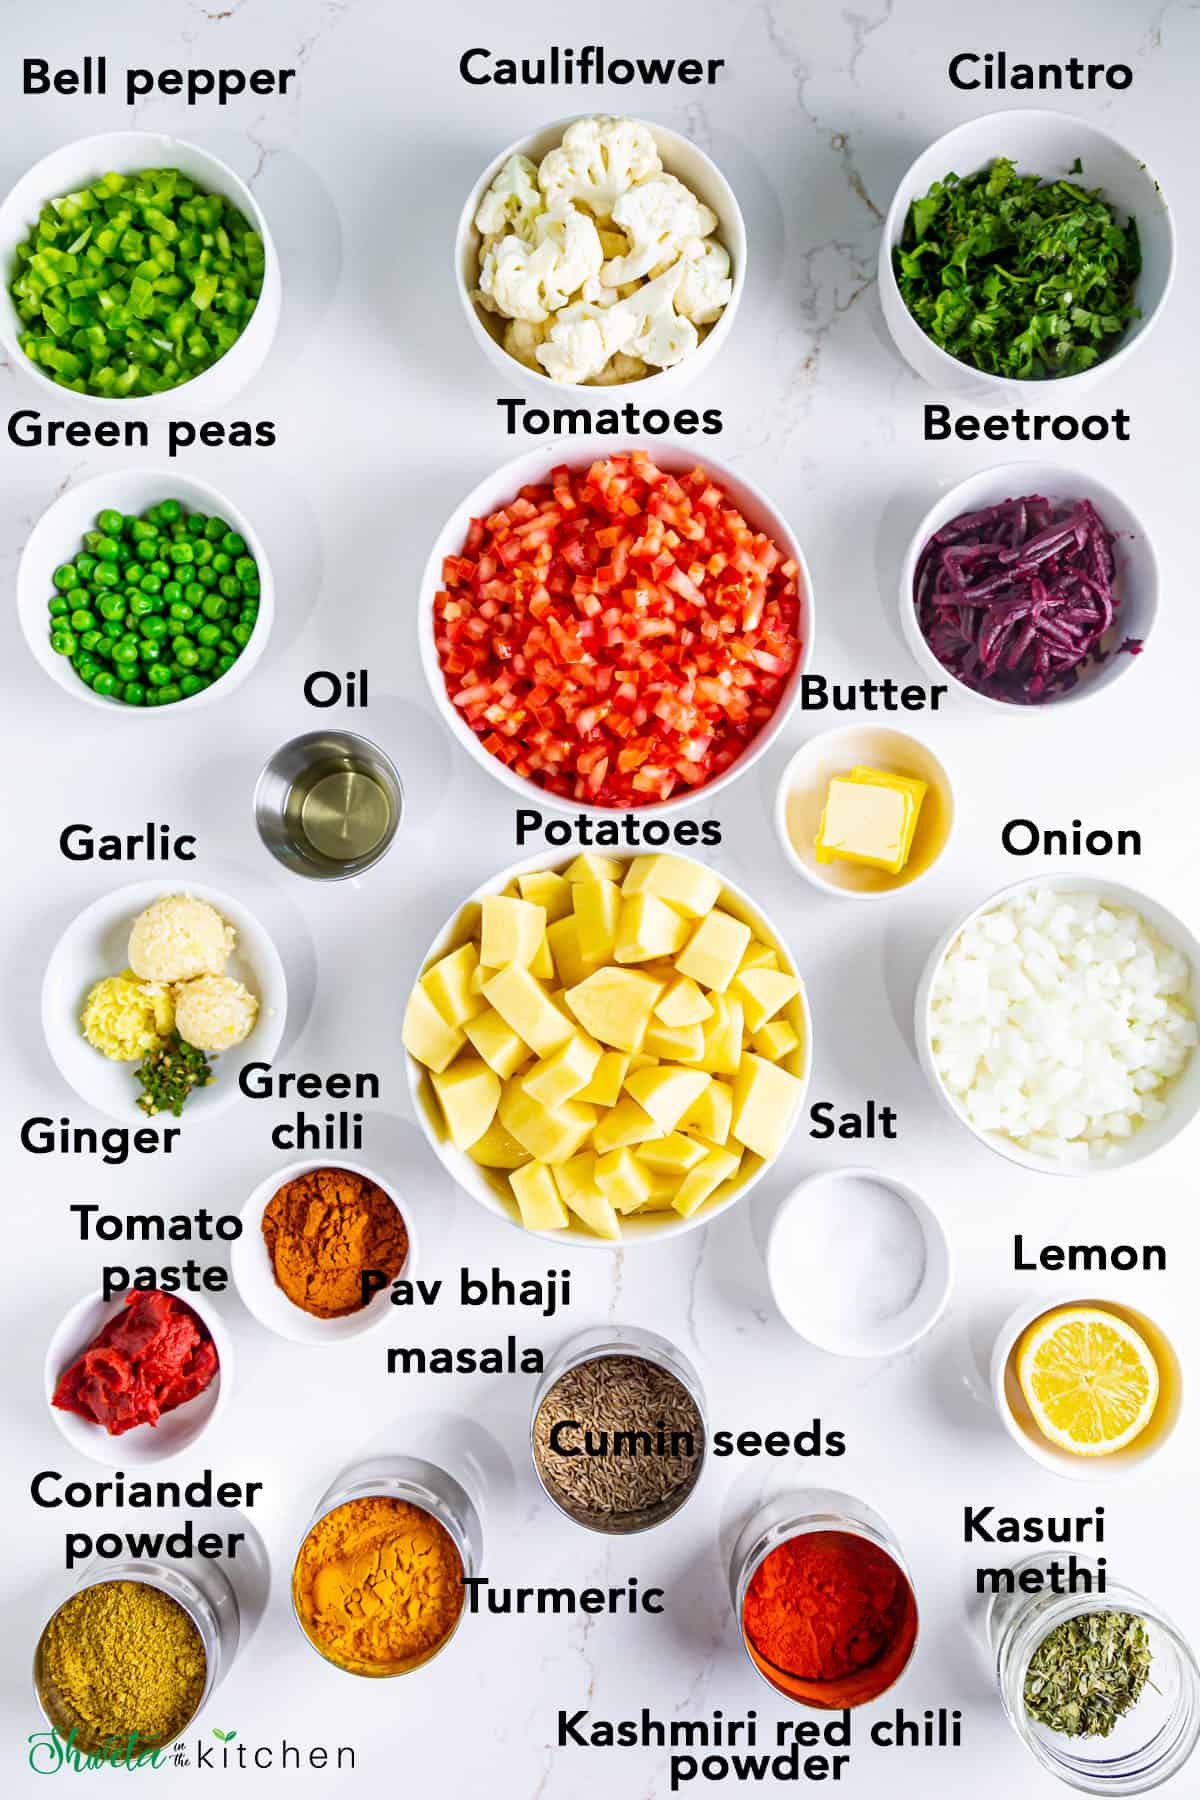 Bell pepper
Cauliflower
Cilantro
Green peas
Tomatoes
Beetroot
Oil
Butter
Garlic
Potatoes
Onion
Green
chili
Ginger
Salt
Tomato
paste
Pav bhaji
masala
Lemon
Cumin seeds
Coriander
powder
Turmeric
Kasuri
methi
Kashmiri red chili
powder
Shweta in the kitchen